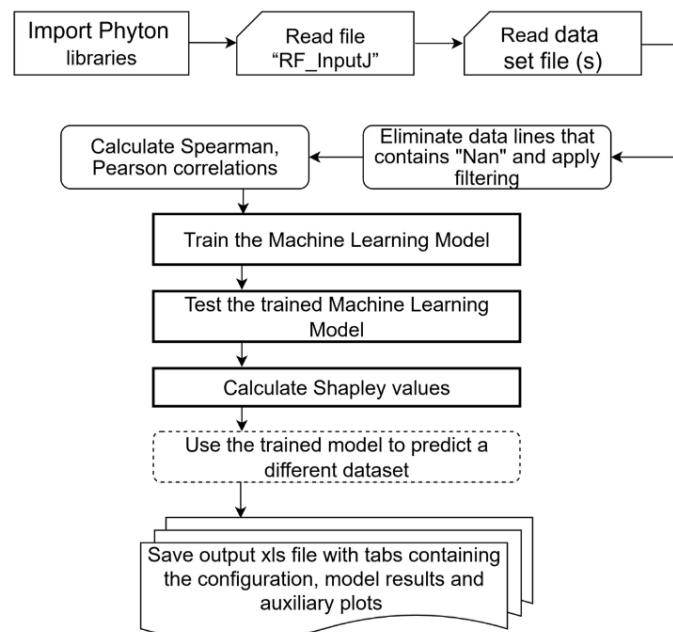 Import Phyton
libraries
Read file
“RF_InputJ”
Read data
set file (s)
Calculate Spearman,
Pearson correlations
Eliminate data lines that
contains "Nan" and apply
filtering
Train the Machine Learning Model
Test the trained Machine Learning
Model
Calculate Shapley values
Use the trained model to predict a
different dataset
Save output xls file with tabs containing
the configuration, model results and
auxiliary plots